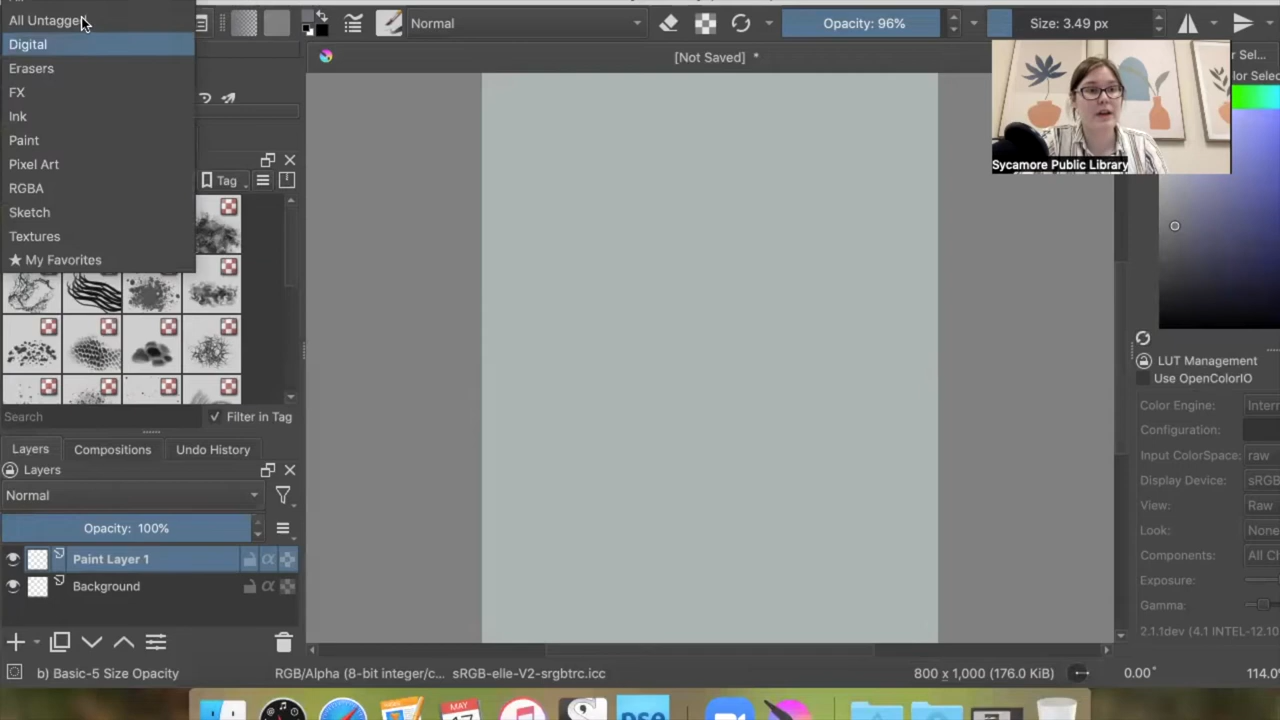 All Untagged
Digital
Erasers
FX
Ink
Paint
Pixel Art
RGBA
Sketch
Textures
★ My Favorites
Normal
Opacity: 96%
Size: 3.49 px
[Not Saved] *
Sycamore Public Library
Tag
Search
Filter in Tag
Layers
Compositions
Undo History
Layers
Normal
Opacity: 100%
Paint Layer 1
Background
LUT Management
Use OpenColorIO
Color Engine:
Configuration:
Input ColorSpace:
raw
Display Device:
View:
Raw
Look:
Components:
Exposure:
Gamma:
b) Basic-5 Size Opacity
RGB/Alpha (8-bit integer/c...
sRGB-elle-V2-srgbtrc.icc
800 x 1,000 (176.0 KiB)
0.00°
MAY